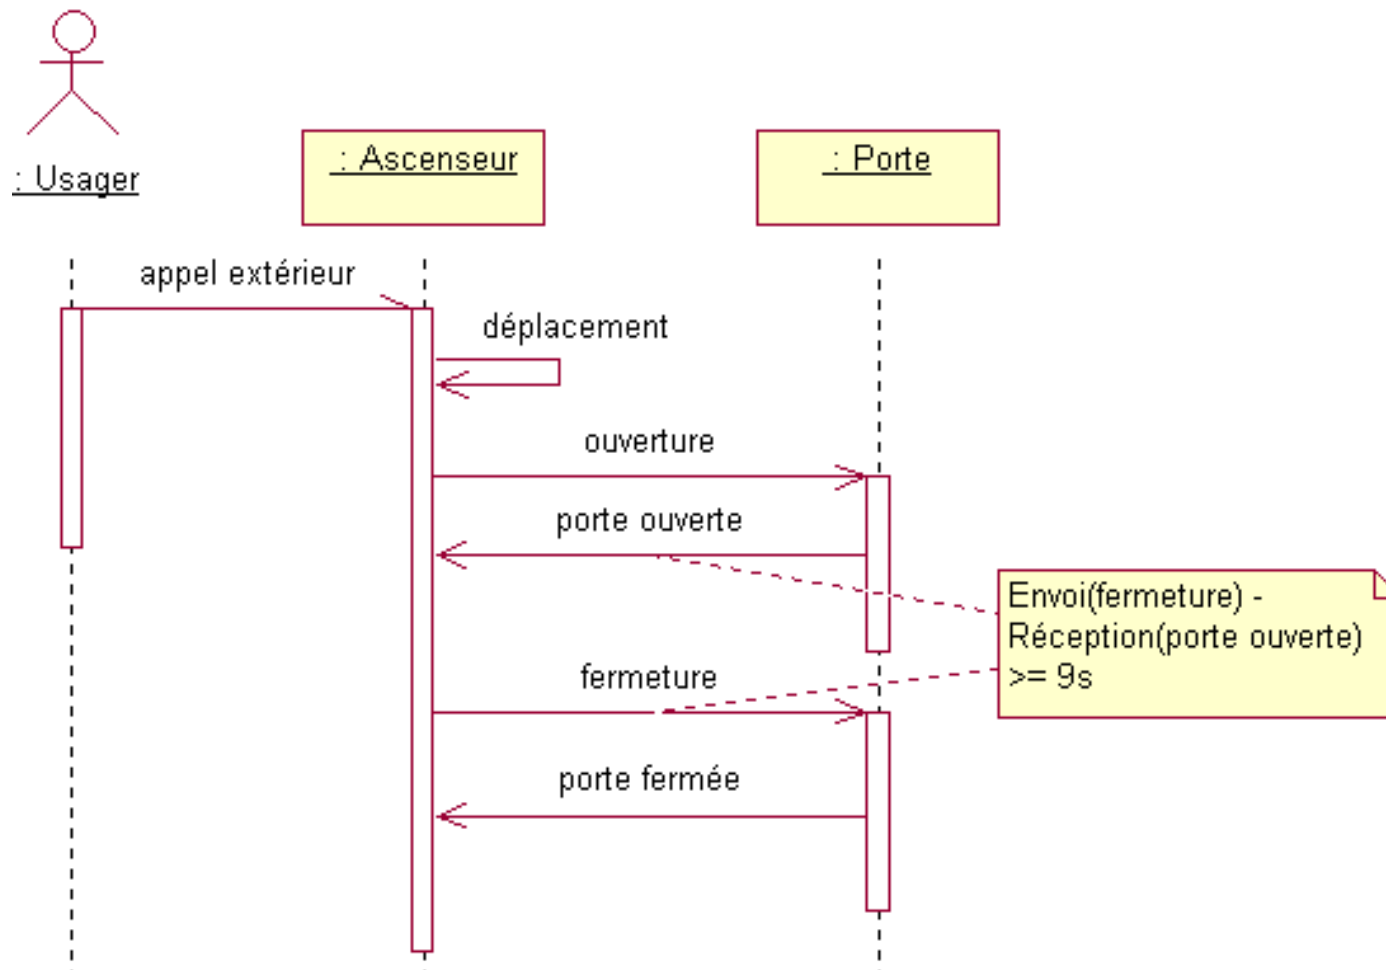 : Usager
: Ascenseur
: Porte
appel extérieur
déplacement
ouverture
porte ouverte
Envoi(fermeture) -
Réception(porte ouverte)
>= 9s
fermeture
porte fermée